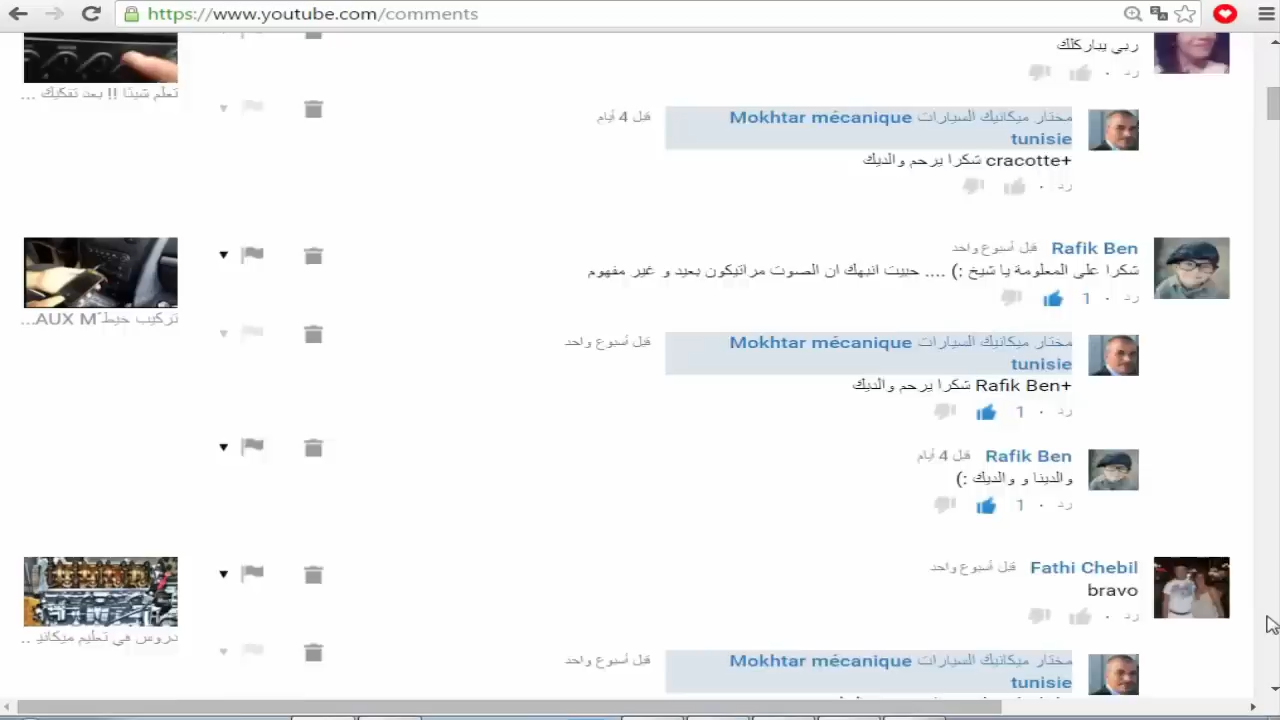 https://www.youtube.com/comments
ربي يباركلك
رد ·
تعلّم شيئا !! بعد تفكيك ...
Mokhtar mécanique مختار ميكانيك السيارات
tunisie
قبل 4 أيام
+cracotte شكرا يرحم والديك
رد ·
Rafik Ben قبل أسبوع واحد
شكرا على المعلومة يا شيخ :) .... حبيت انبهك ان الصوت مراتيكون بعيد و غير مفهوم
رد · 1
تركيب خيط AUX M...
Mokhtar mécanique مختار ميكانيك السيارات
tunisie
قبل أسبوع واحد
+Rafik Ben شكرا يرحم والديك
رد · 1
Rafik Ben قبل 4 أيام
والدينا و والديك :)
رد · 1
Fathi Chebil قبل أسبوع واحد
bravo
رد ·
دروس في تعليم ميكانيـ ..
Mokhtar mécanique مختار ميكانيك السيارات
tunisie
قبل أسبوع واحد